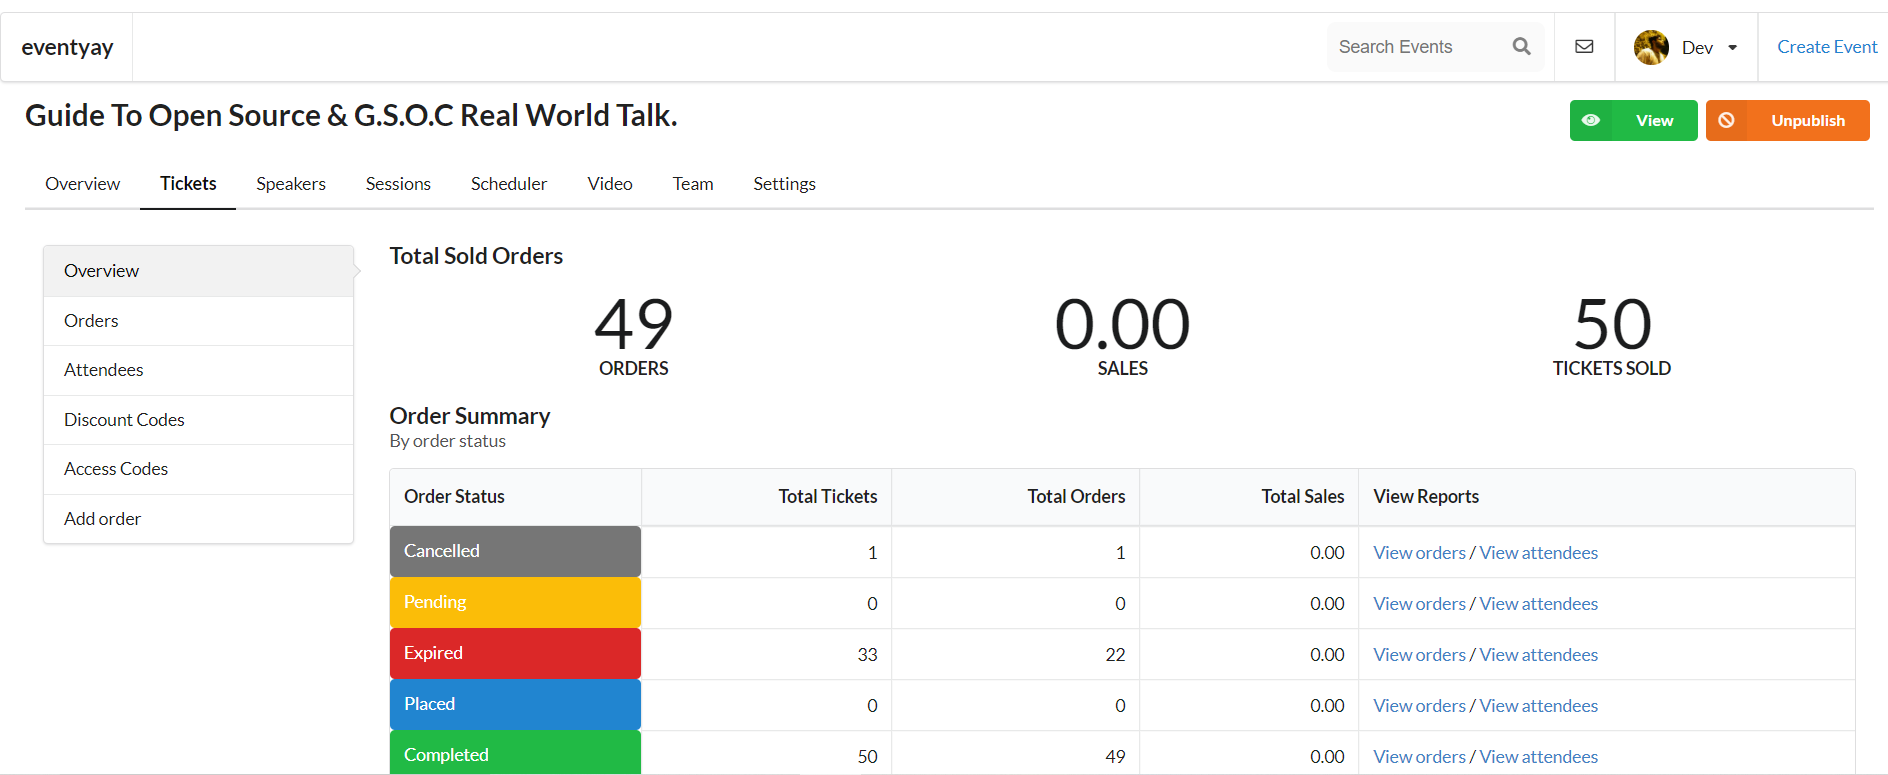 eventyay
Search Events
Dev
Create Event
Guide To Open Source & G.S.O.C Real World Talk.
View
Unpublish
Overview Tickets Speakers Sessions Scheduler Video Team Settings
Overview
Orders
Attendees
Discount Codes
Access Codes
Add order
Total Sold Orders
49 0.00 50
ORDERS SALES TICKETS SOLD
Order Summary
By order status
Order Status Total Tickets Total Orders Total Sales View Reports
Cancelled 1 1 0.00 View orders / View attendees
Pending 0 0 0.00 View orders / View attendees
Expired 33 22 0.00 View orders / View attendees
Placed 0 0 0.00 View orders / View attendees
Completed 50 49 0.00 View orders / View attendees